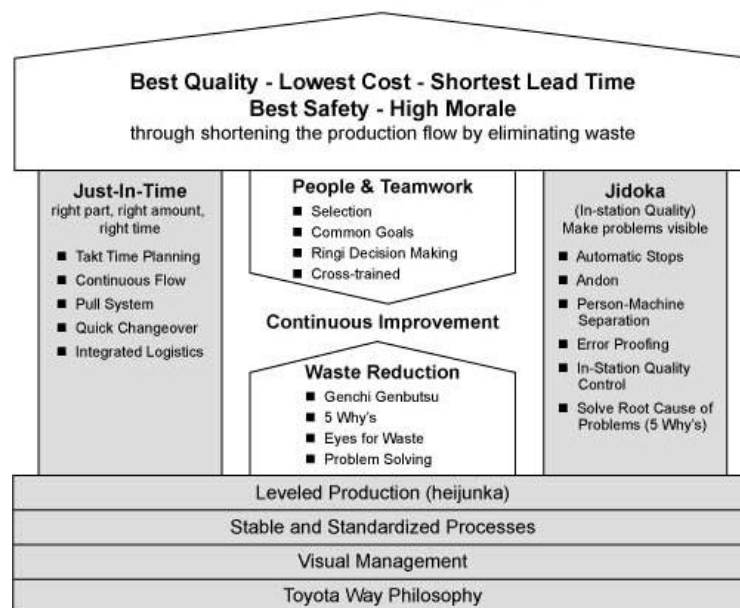 Best Quality - Lowest Cost - Shortest Lead Time
Best Safety - High Morale
through shortening the production flow by eliminating waste
Just-In-Time
right part, right amount,
right time
Takt Time Planning
Continuous Flow
Pull System
Quick Changeover
Integrated Logistics
People & Teamwork
Selection
Common Goals
Ringi Decision Making
Cross-trained
Continuous Improvement
Waste Reduction
Genchi Genbutsu
5 Why's
Eyes for Waste
Problem Solving
Jidoka
(In-station Quality)
Make problems visible
Automatic Stops
Andon
Person-Machine
Separation
Error Proofing
In-Station Quality
Control
Solve Root Cause of
Problems (5 Why's)
Leveled Production (heijunka)
Stable and Standardized Processes
Visual Management
Toyota Way Philosophy